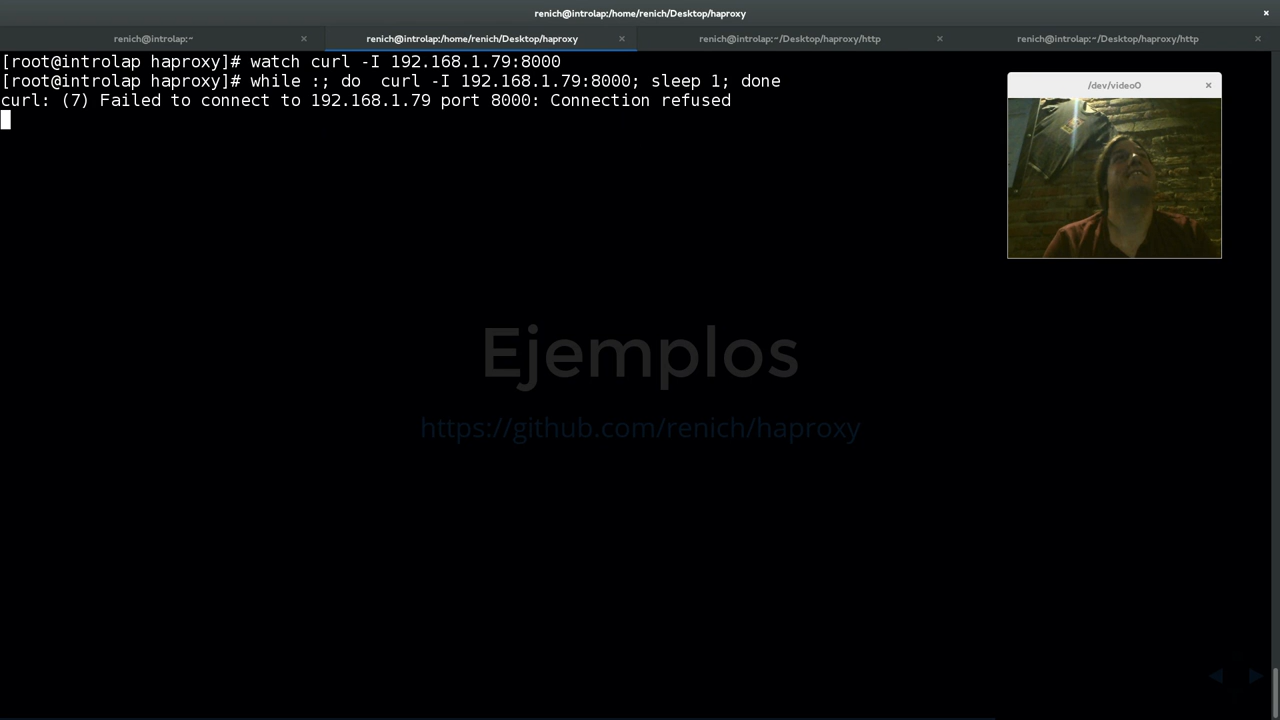 renich@introlap:/home/renich/Desktop/haproxy
renich@introlap:~
renich@introlap:/home/renich/Desktop/haproxy
renich@introlap:~/Desktop/haproxy/http
renich@introlap:~/Desktop/haproxy/http
[root@introlap haproxy]# watch curl -I 192.168.1.79:8000
[root@introlap haproxy]# while :; do  curl -I 192.168.1.79:8000; sleep 1; done
curl: (7) Failed to connect to 192.168.1.79 port 8000: Connection refused
/dev/video0
Ejemplos
https://github.com/renich/haproxy